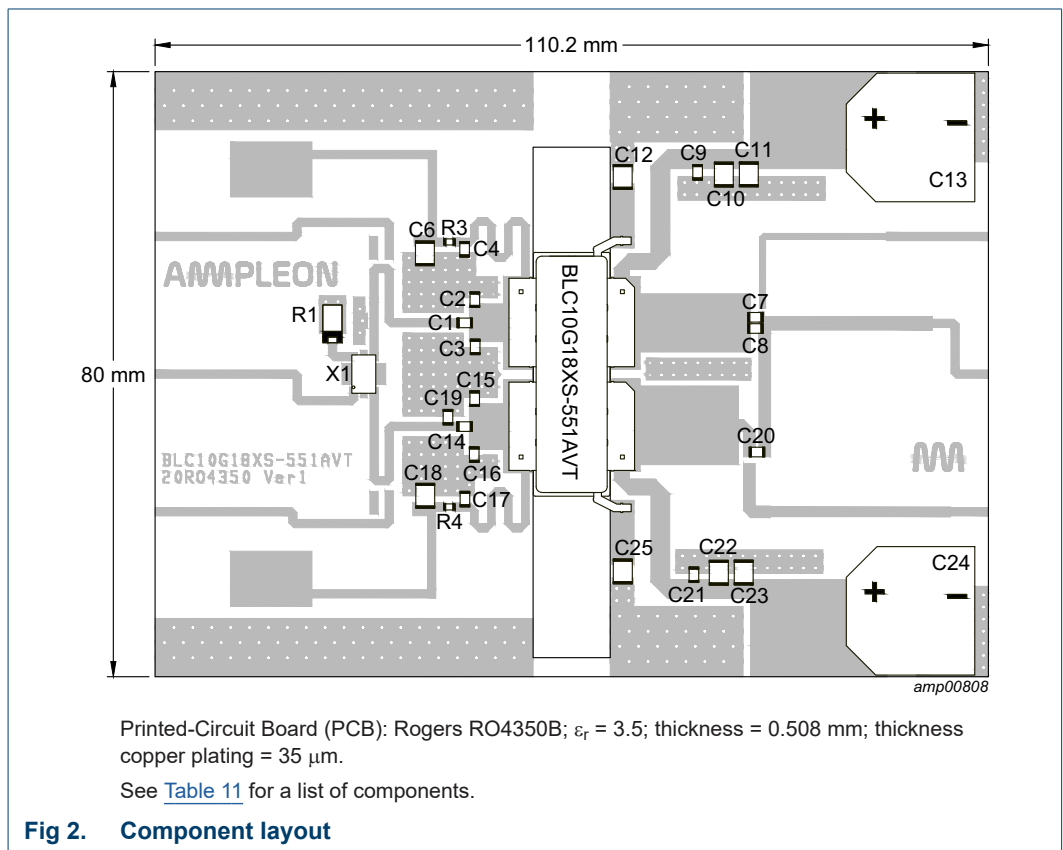 110.2 mm
C12
C9
C11
C10
C13
C6
R3
C4
AMPLEON
C2
R1
C1
C7
C8
C3
80 mm
X1
BLC10G18XS-551AVT
C15
C19
C14
C20
C16
BLC10G18XS-551AVT
20RO4350 Ver1
C18
C17
R4
C25
C22
C24
C21
C23
amp00808
Printed-Circuit Board (PCB): Rogers RO4350B; εr = 3.5; thickness = 0.508 mm; thickness
copper plating = 35 μm.
See Table 11 for a list of components.
Fig 2. Component layout